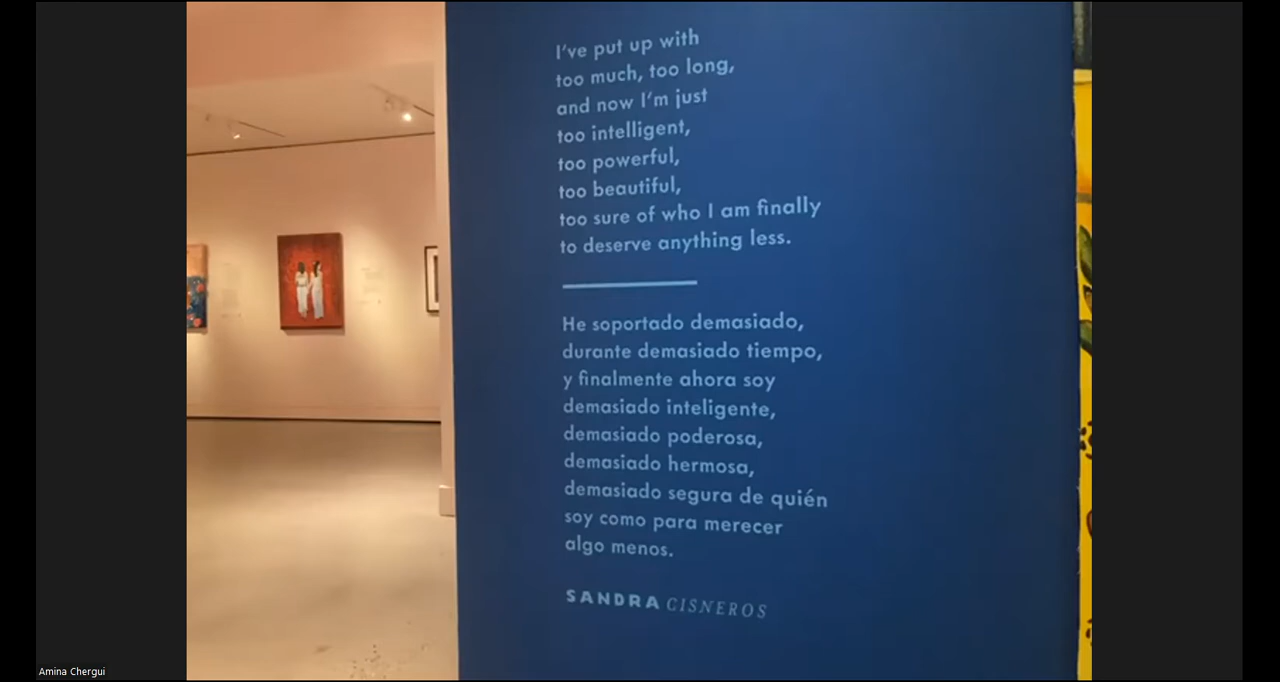 I've put up with
too much, too long,
and now I'm just
too intelligent,
too powerful,
too beautiful,
too sure of who I am finally
to deserve anything less.
He soportado demasiado,
durante demasiado tiempo,
y finalmente ahora soy
demasiado inteligente,
demasiado poderosa,
demasiado hermosa,
demasiado segura de quién
soy como para merecer
algo menos.
SANDRA CISNEROS
Amina Chergui